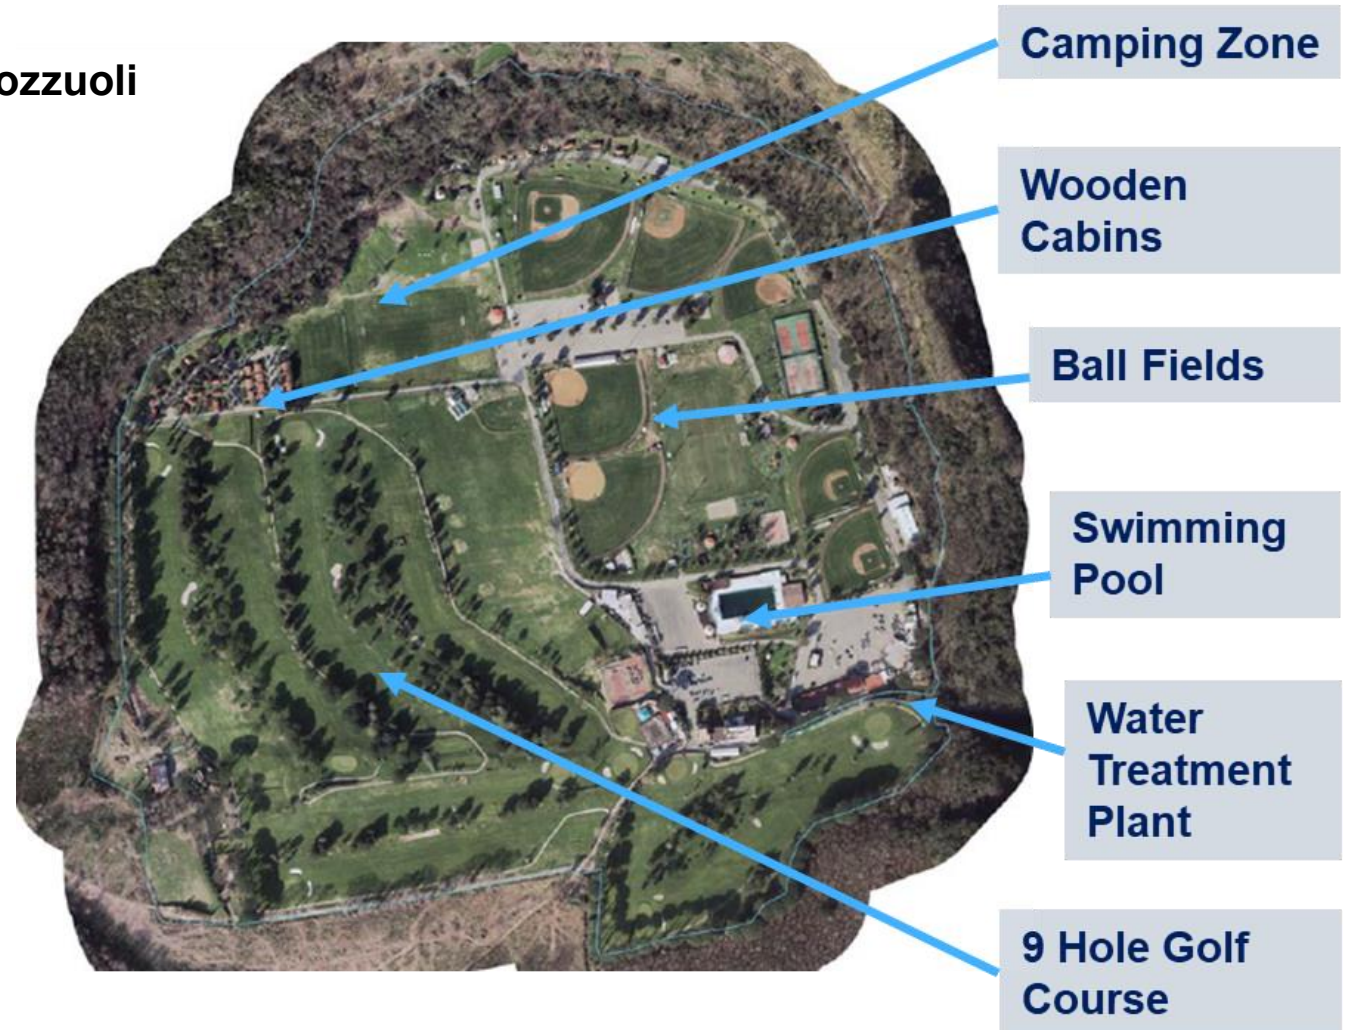 ozzuoli
Camping Zone
Wooden
Cabins
Ball Fields
Swimming
Pool
Water
Treatment
Plant
9 Hole Golf
Course